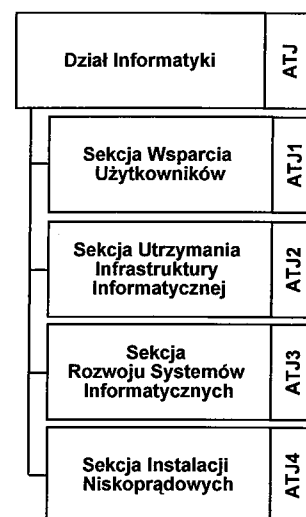 Dział Informatyki
ATJ
Sekcja Wsparcia
Użytkowników
ATJ1
Sekcja Utrzymania
Infrastruktury
Informatycznej
ATJ2
Sekcja
Rozwoju Systemów
Informatycznych
ATJ3
Sekcja Instalacji
Niskoprądowych
ATJ4